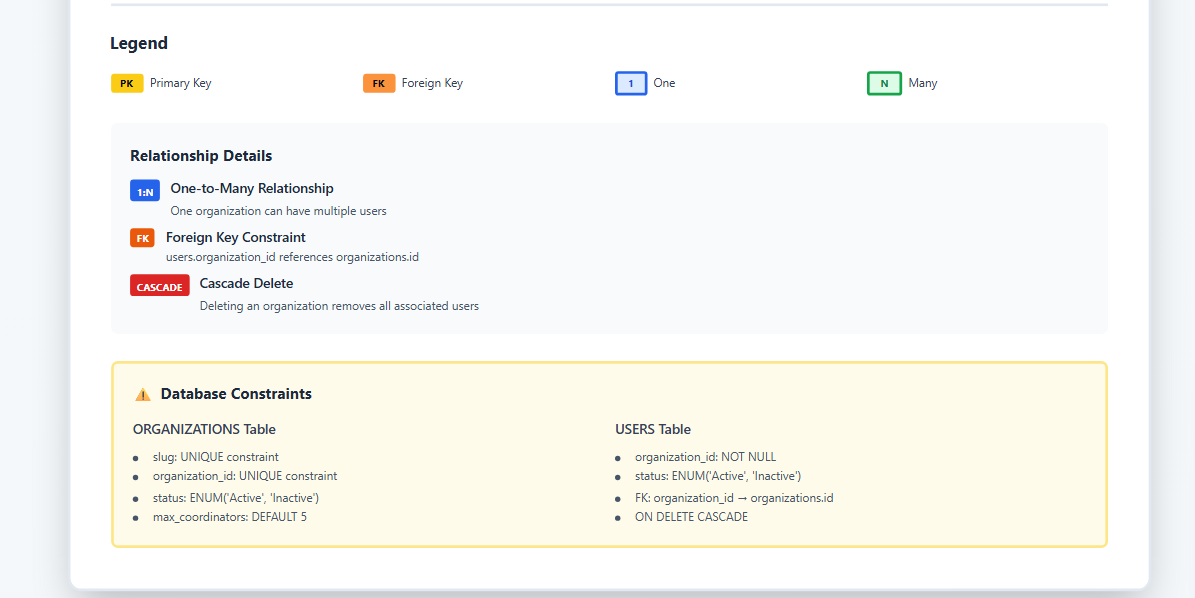 Legend
PK Primary Key FK Foreign Key 1 One N Many
Relationship Details
1:N One-to-Many Relationship
One organization can have multiple users
FK Foreign Key Constraint
users.organization_id references organizations.id
CASCADE Cascade Delete
Deleting an organization removes all associated users
Database Constraints
ORGANIZATIONS Table
slug: UNIQUE constraint
organization_id: UNIQUE constraint
status: ENUM('Active', 'Inactive')
max_coordinators: DEFAULT 5
USERS Table
organization_id: NOT NULL
status: ENUM('Active', 'Inactive')
FK: organization_id → organizations.id
ON DELETE CASCADE